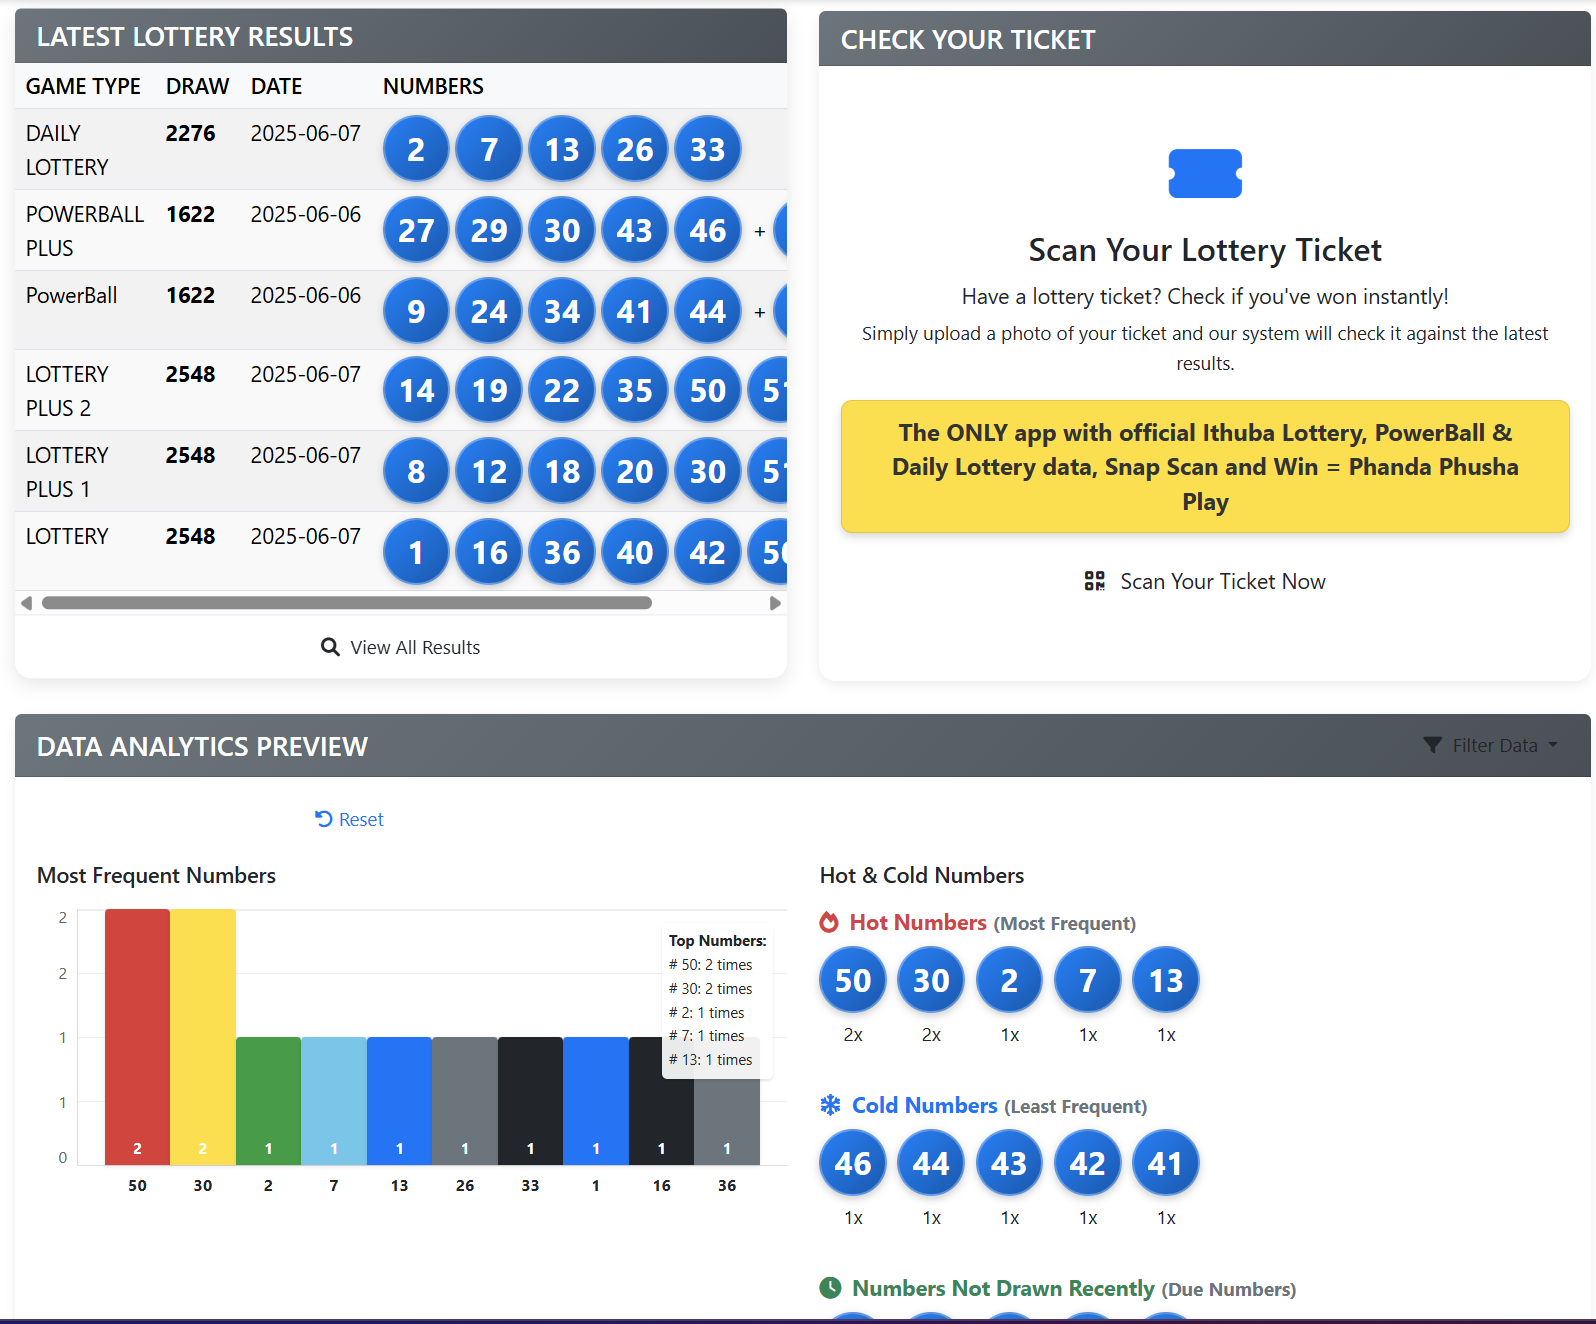 LATEST LOTTERY RESULTS
GAME TYPE DRAW DATE NUMBERS
DAILY LOTTERY 2276 2025-06-07 2 7 13 26 33
POWERBALL PLUS 1622 2025-06-06 27 29 30 43 46 +
PowerBall 1622 2025-06-06 9 24 34 41 44 +
LOTTERY PLUS 2 2548 2025-06-07 14 19 22 35 50 51
LOTTERY PLUS 1 2548 2025-06-07 8 12 18 20 30 51
LOTTERY 2548 2025-06-07 1 16 36 40 42
View All Results
CHECK YOUR TICKET
Scan Your Lottery Ticket
Have a lottery ticket? Check if you've won instantly!
Simply upload a photo of your ticket and our system will check it against the latest
results.
The ONLY app with official Ithuba Lottery, PowerBall &
Daily Lottery data, Snap Scan and Win = Phanda Phusha
Play
Scan Your Ticket Now
DATA ANALYTICS PREVIEW
Filter Data
Reset
Most Frequent Numbers
2
2
1
1
0
2 2 1 1 1 1 1 1 1 1
50 30 2 7 13 26 33 1 16 36
Top Numbers:
# 50: 2 times
# 30: 2 times
# 2: 1 times
# 7: 1 times
# 13: 1 times
Hot & Cold Numbers
Hot Numbers (Most Frequent)
50 30 2 7 13
2x 2x 1x 1x 1x
Cold Numbers (Least Frequent)
46 44 43 42 41
1x 1x 1x 1x 1x
Numbers Not Drawn Recently (Due Numbers)